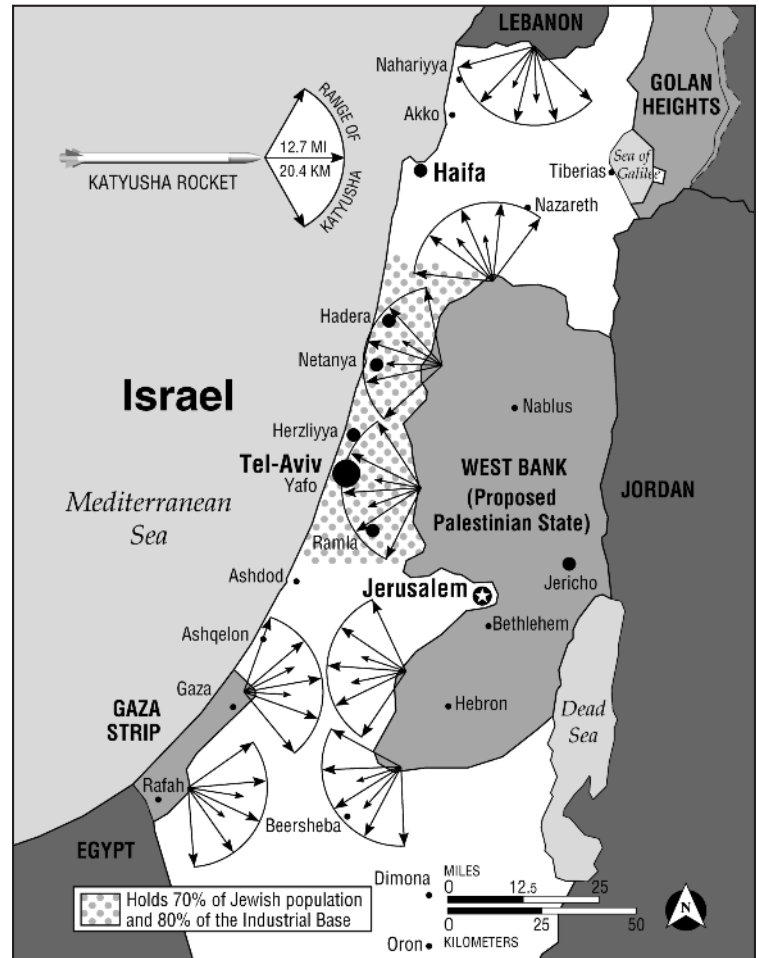 LEBANON
Nahariyya
GOLAN
HEIGHTS
Akko
RANGE OF
12.7 MI
20.4 KM
KATYUSHA
KATYUSHA ROCKET
Haifa
Tiberias
Sea of
Galilee
Nazareth
Hadera
Netanya
Israel
Nablus
Herzliyya
Tel-Aviv
Yafo
WEST BANK
(Proposed
Palestinian State)
JORDAN
Mediterranean
Sea
Ramla
Ashdod
Jerusalem
Jericho
Bethlehem
Ashqelon
Gaza
GAZA
STRIP
Hebron
Dead
Sea
Rafah
Beersheba
EGYPT
Dimona
MILES
0 12.5 25
0 25 50
KILOMETERS
N
Holds 70% of Jewish population
and 80% of the Industrial Base
Oron